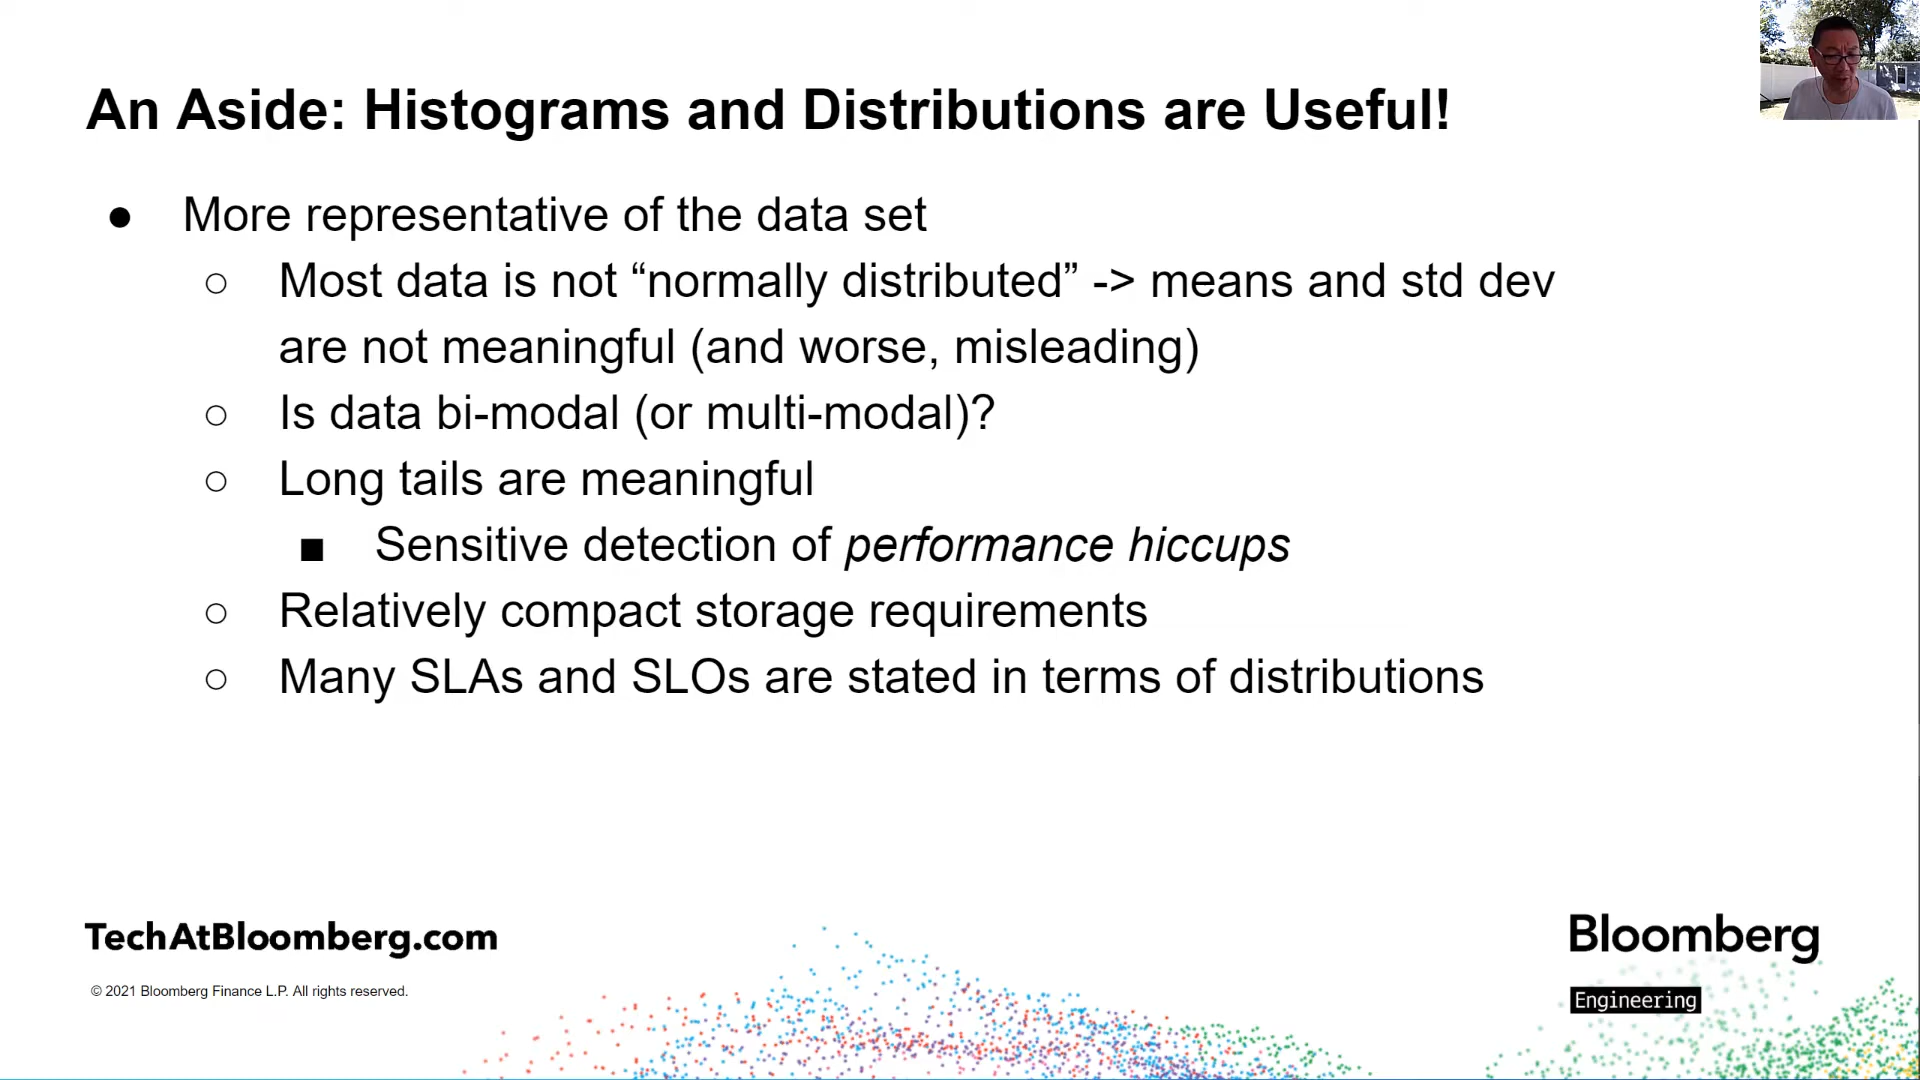 An Aside: Histograms and Distributions are Useful!
● More representative of the data set
○ Most data is not “normally distributed” -> means and std dev
are not meaningful (and worse, misleading)
○ Is data bi-modal (or multi-modal)?
○ Long tails are meaningful
■ Sensitive detection of performance hiccups
○ Relatively compact storage requirements
○ Many SLAs and SLOs are stated in terms of distributions
TechAtBloomberg.com
© 2021 Bloomberg Finance L.P. All rights reserved.
Bloomberg
Engineering